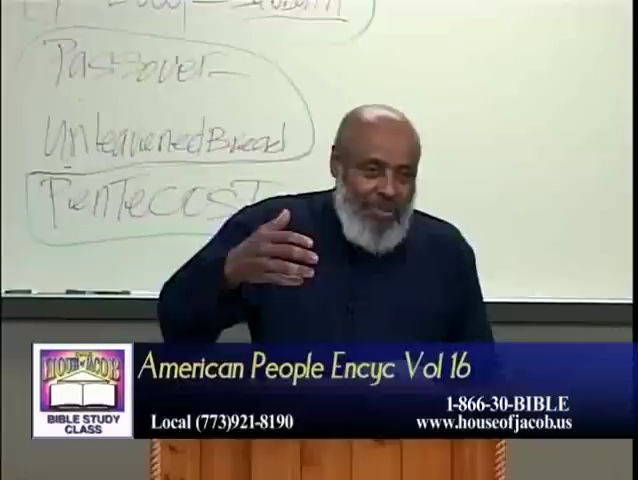 Passover-
Unleavened Bread
Pentecost
HOUSE of JACOB
BIBLE STUDY
CLASS
American People Encyc Vol 16
1-866-30-BIBLE
Local (773)921-8190
www.houseofjacob.us